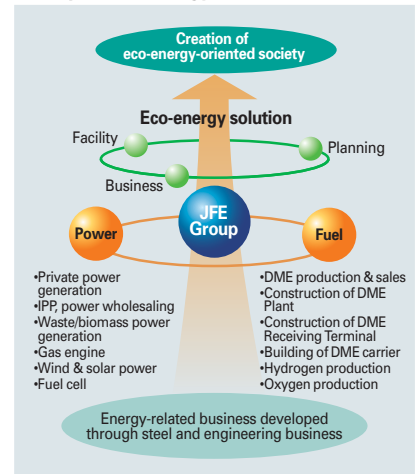 Creation of
eco-energy-oriented society
Eco-energy solution
Facility
Planning
Business
JFE
Group
Power
Fuel
•Private power
generation
•IPP, power wholesaling
•Waste/biomass power
generation
•Gas engine
•Wind & solar power
•Fuel cell
•DME production & sales
•Construction of DME
Plant
•Construction of DME
Receiving Terminal
•Building of DME carrier
•Hydrogen production
•Oxygen production
Energy-related business developed
through steel and engineering business